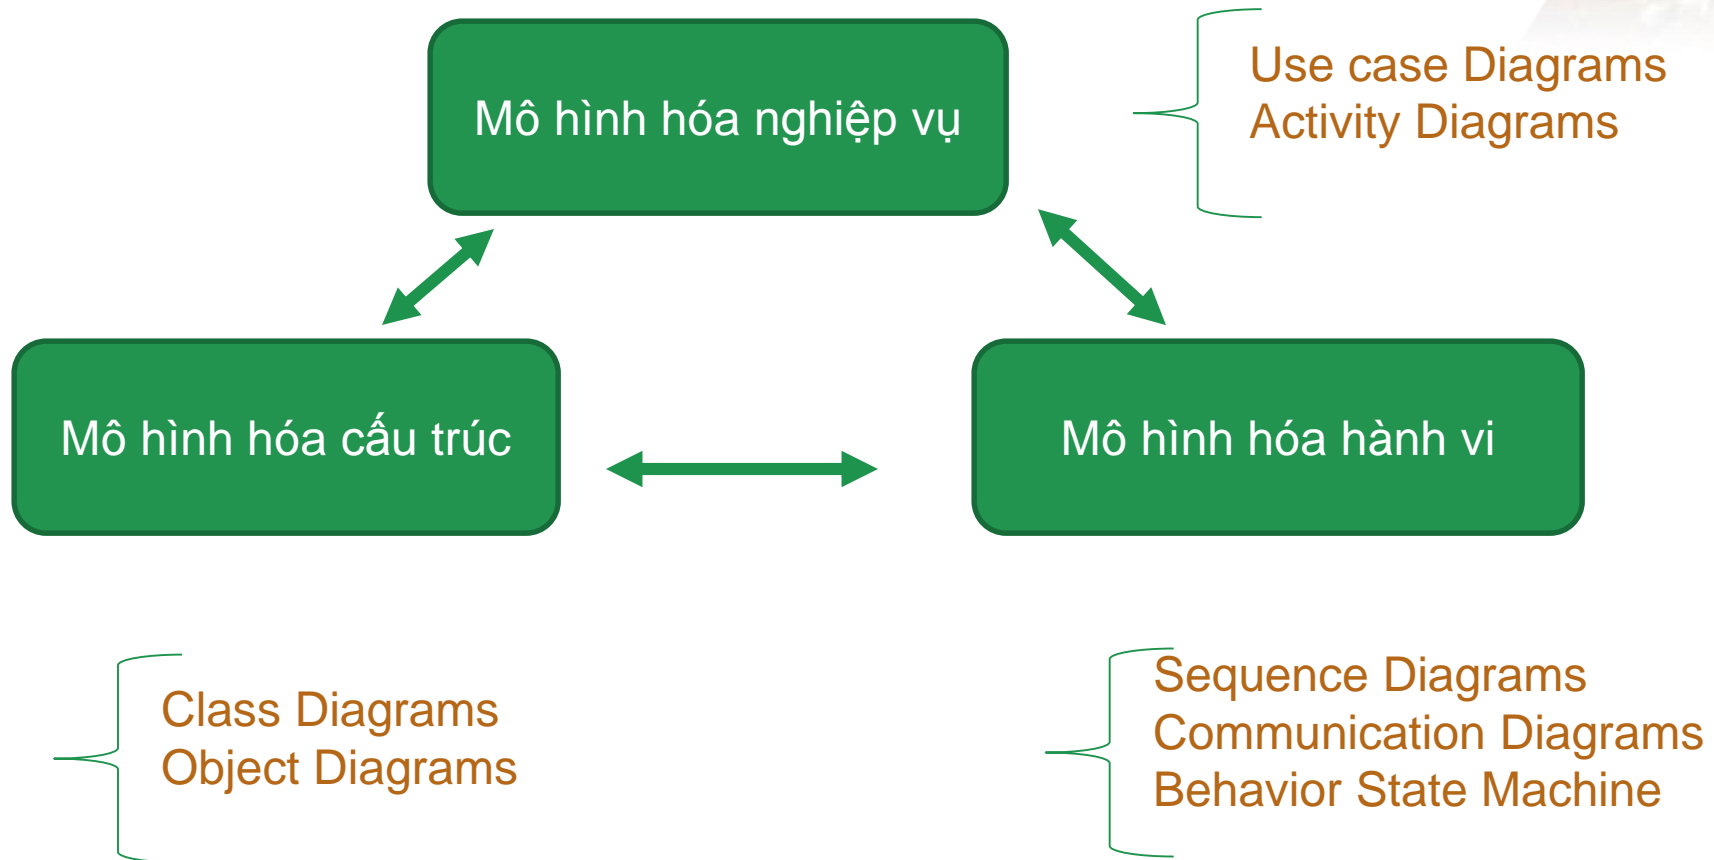 Mô hình hóa nghiệp vụ
Use case Diagrams
Activity Diagrams
Mô hình hóa cấu trúc
Mô hình hóa hành vi
Class Diagrams
Object Diagrams
Sequence Diagrams
Communication Diagrams
Behavior State Machine